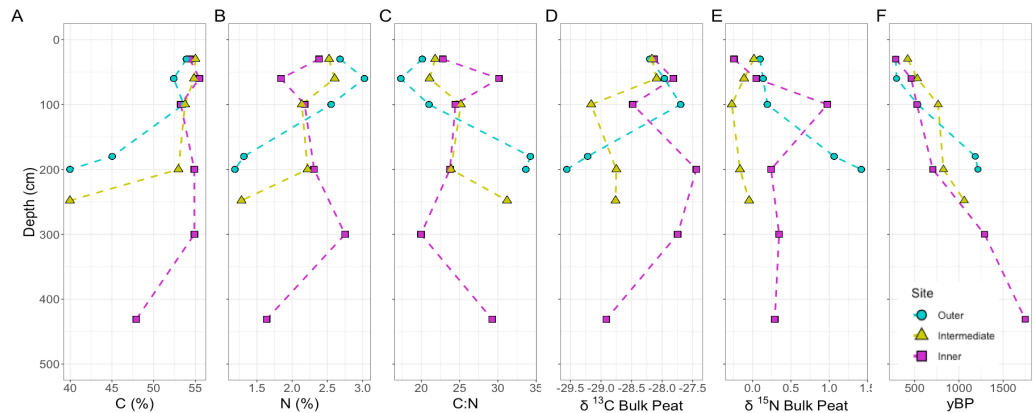 A B C D E F
0
100
200
300
400
500
Depth (cm)
Site
Outer
Intermediate
Inner
40 45 50 55
1.5 2.0 2.5 3.0
20 25 30 35
-29.5 -29.0 -28.5 -28.0 -27.5
0.0 0.5 1.0 1.5
500 1000 1500
C (%)
N (%)
C:N
δ ¹³C Bulk Peat
δ ¹⁵N Bulk Peat
yBP